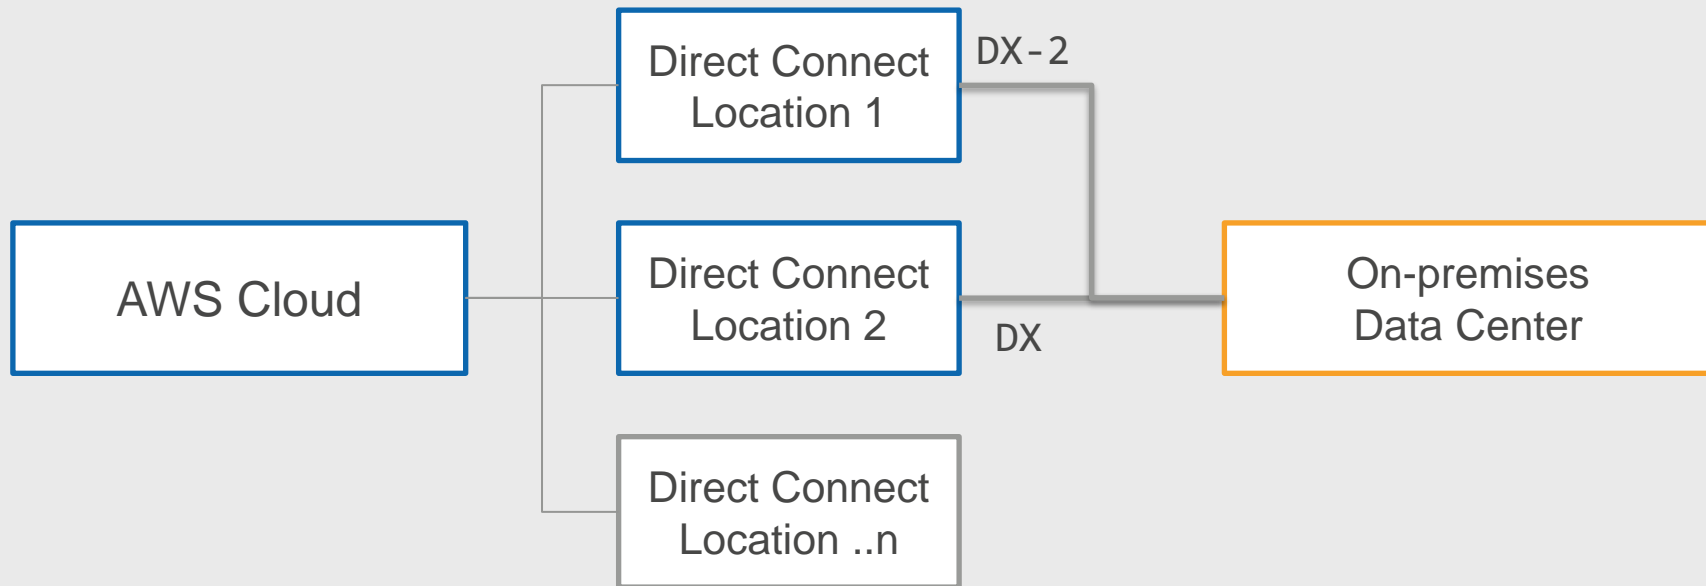 Direct Connect
Location 1
DX-2
AWS Cloud
Direct Connect
Location 2
DX
On-premises
Data Center
Direct Connect
Location ..n